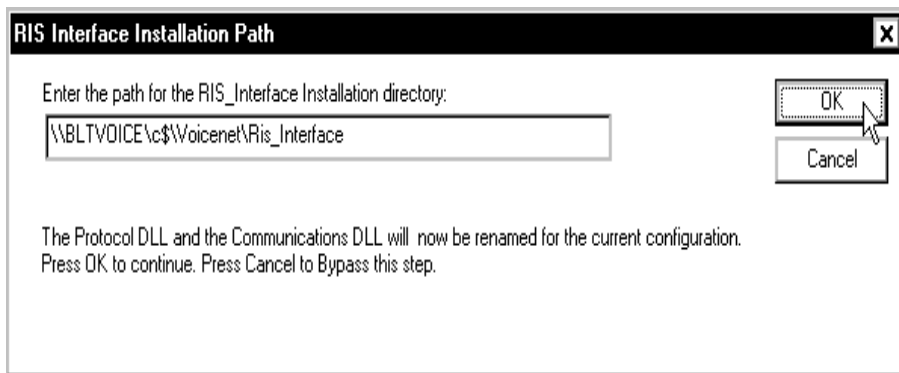 RIS Interface Installation Path
Enter the path for the RIS_Interface Installation directory:
OK
\\BLTVOICE\c$\Voicenet\Ris_Interface
Cancel
The Protocol DLL and the Communications DLL will  now be renamed for the current configuration.
Press OK to continue. Press Cancel to Bypass this step.